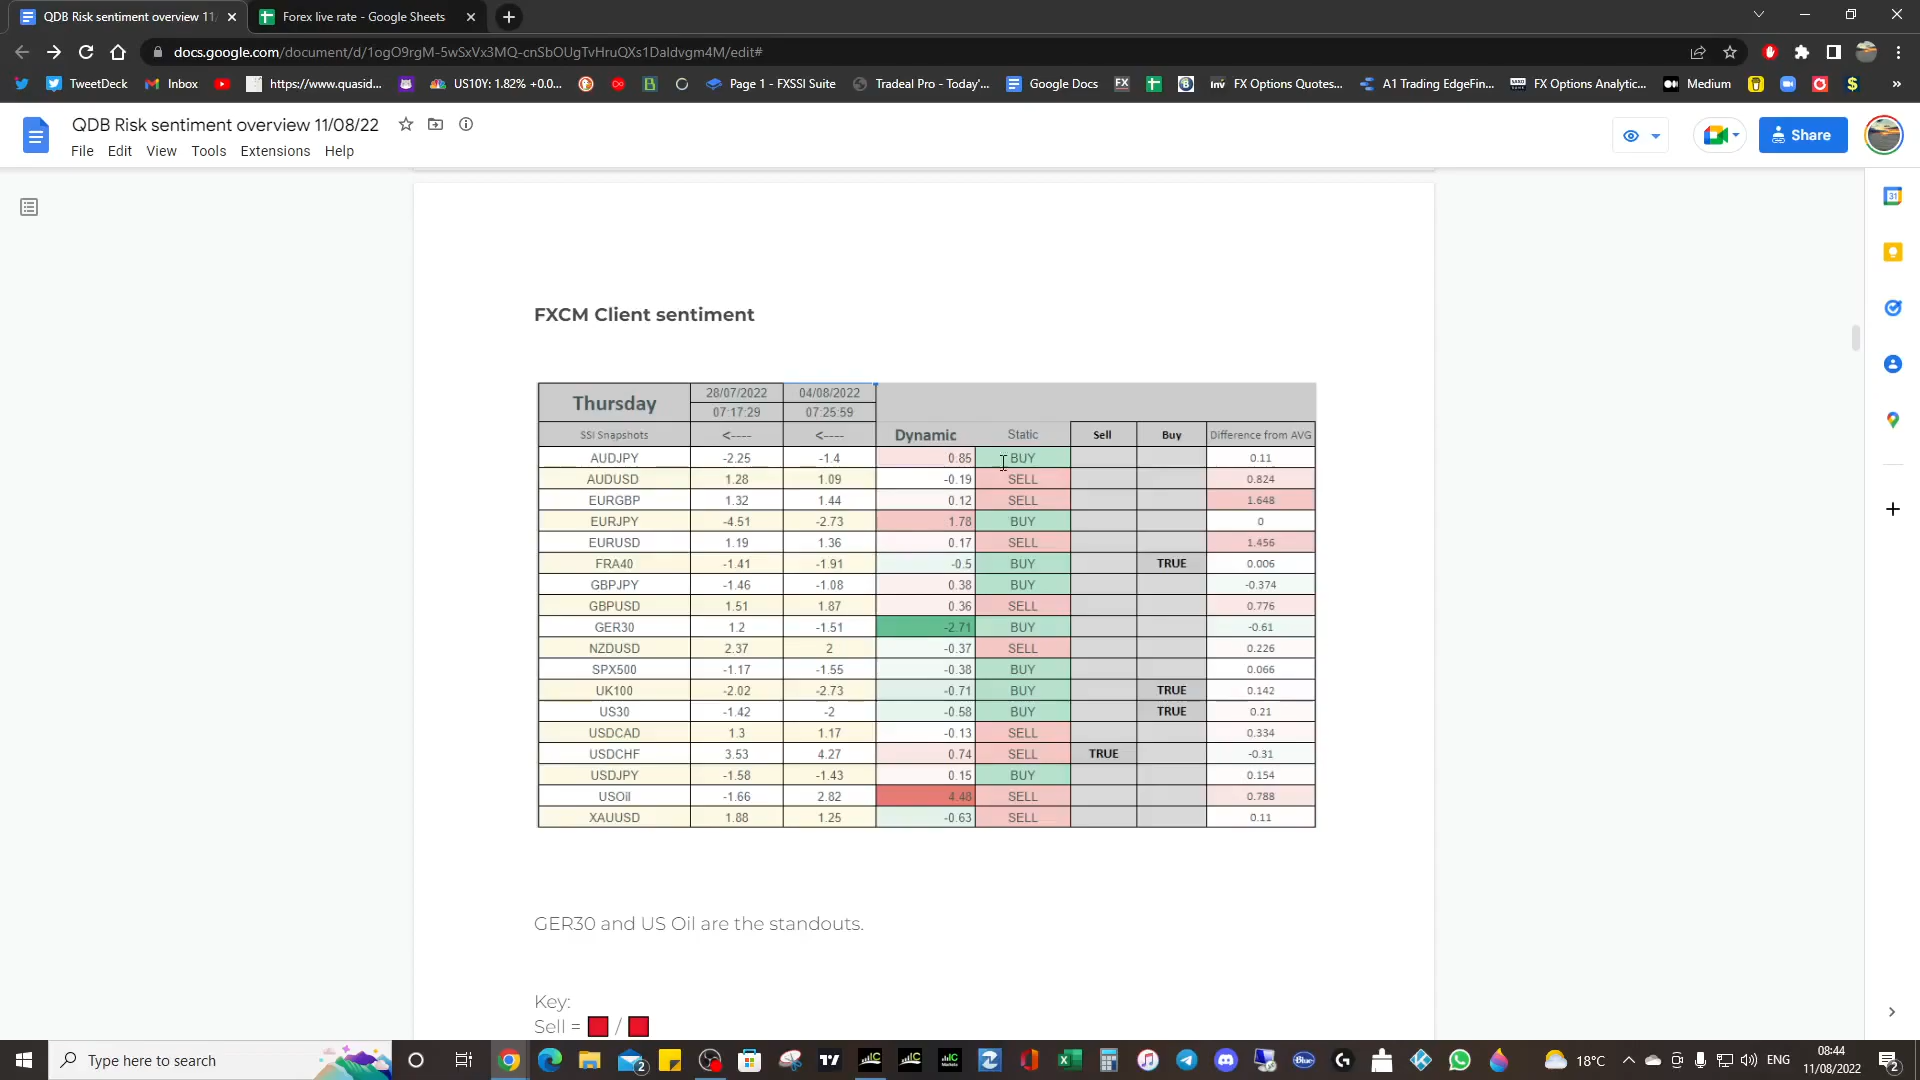 QDB Risk sentiment overview 11/
Forex live rate - Google Sheets
docs.google.com/document/d/1ogO9rgM-5wSxVx3MQ-cnSbOUgTvHruQXs1Daldvgm4M/edit#
TweetDeck Inbox https://www.quasid... US10Y: 1.82% +0.0... Page 1 - FXSSI Suite Tradeal Pro - Today'... Google Docs FX FX Options Quotes... A1 Trading EdgeFin... FX Options Analytic... Medium »
QDB Risk sentiment overview 11/08/22
File Edit View Tools Extensions Help
Share
FXCM Client sentiment
Thursday 28/07/2022 04/08/2022
07:17:29 07:25:59
SSI Snapshots <---- <---- Dynamic Static Sell Buy Difference from AVG
AUDJPY -2.25 -1.4 0.85 BUY 0.11
AUDUSD 1.28 1.09 -0.19 SELL 0.824
EURGBP 1.32 1.44 0.12 SELL 1.648
EURJPY -4.51 -2.73 1.78 BUY 0
EURUSD 1.19 1.36 0.17 SELL 1.456
FRA40 -1.41 -1.91 -0.5 BUY TRUE 0.006
GBPJPY -1.46 -1.08 0.38 BUY -0.374
GBPUSD 1.51 1.87 0.36 SELL 0.776
GER30 1.2 -1.51 -2.71 BUY -0.61
NZDUSD 2.37 2 -0.37 SELL 0.226
SPX500 -1.17 -1.55 -0.38 BUY 0.066
UK100 -2.02 -2.73 -0.71 BUY TRUE 0.142
US30 -1.42 -2 -0.58 BUY TRUE 0.21
USDCAD 1.3 1.17 -0.13 SELL 0.334
USDCHF 3.53 4.27 0.74 SELL TRUE -0.31
USDJPY -1.58 -1.43 0.15 BUY 0.154
USOil -1.66 2.82 4.48 SELL 0.788
XAUUSD 1.88 1.25 -0.63 SELL 0.11
GER30 and US Oil are the standouts.
Key:
Sell = /
Type here to search
18°C
ENG
08:44
11/08/2022